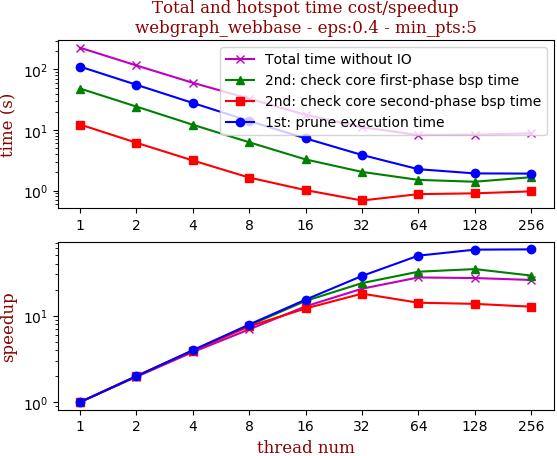 Total and hotspot time cost/speedup
webgraph_webbase - eps:0.4 - min_pts:5
time (s)
10²
10¹
10⁰
Total time without IO
2nd: check core first-phase bsp time
2nd: check core second-phase bsp time
1st: prune execution time
1 2 4 8 16 32 64 128 256
speedup
10¹
10⁰
1 2 4 8 16 32 64 128 256
thread num